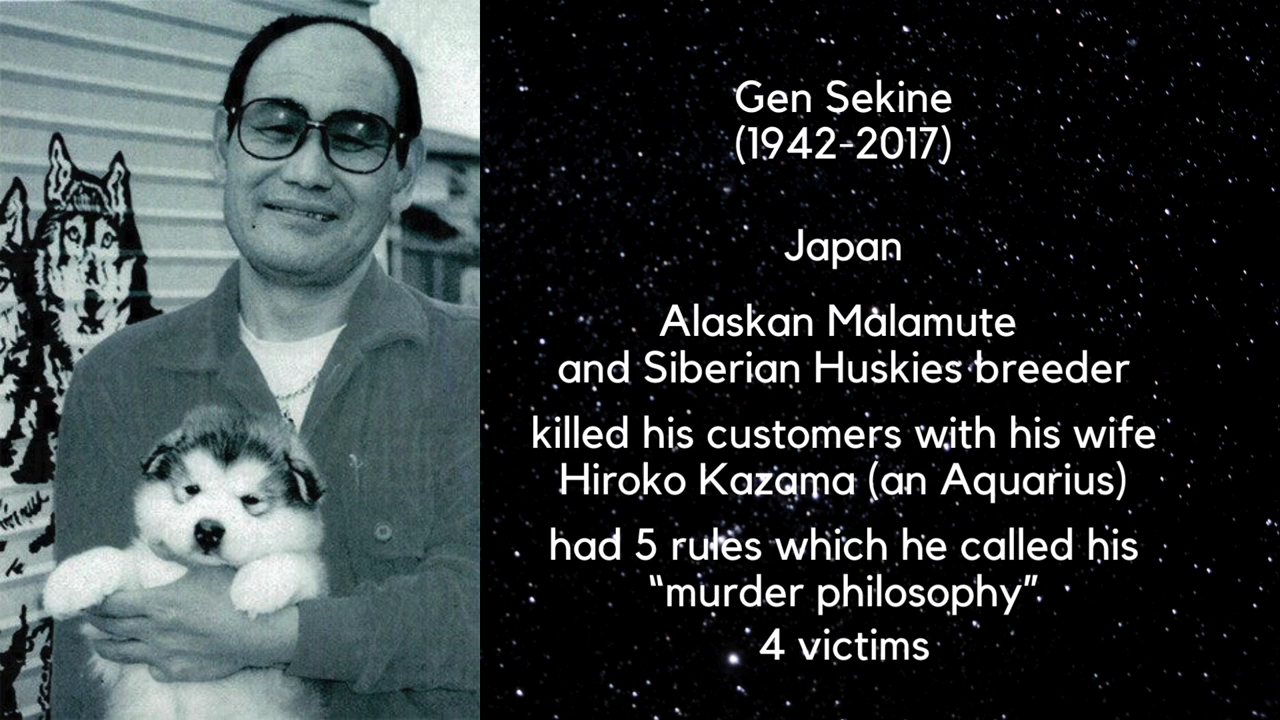 Gen Sekine
(1942-2017)
Japan
Alaskan Malamute
and Siberian Huskies breeder
killed his customers with his wife
Hiroko Kazama (an Aquarius)
had 5 rules which he called his
“murder philosophy”
4 victims